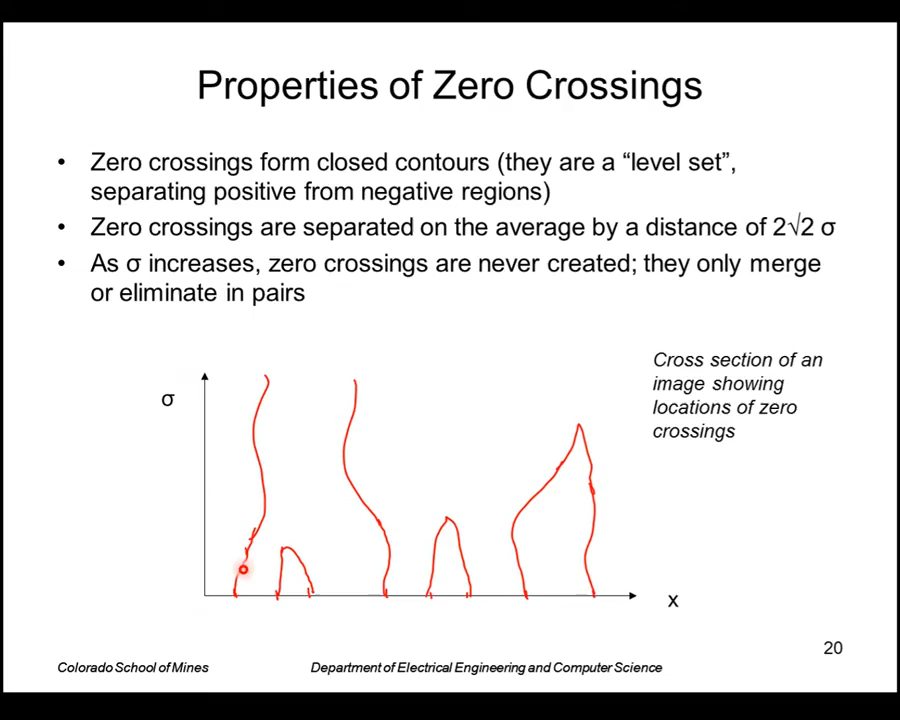 Properties of Zero Crossings
• Zero crossings form closed contours (they are a “level set”,
separating positive from negative regions)
• Zero crossings are separated on the average by a distance of 2√2 σ
• As σ increases, zero crossings are never created; they only merge
or eliminate in pairs
Cross section of an
image showing
locations of zero
crossings
σ
x
20
Colorado School of Mines
Department of Electrical Engineering and Computer Science